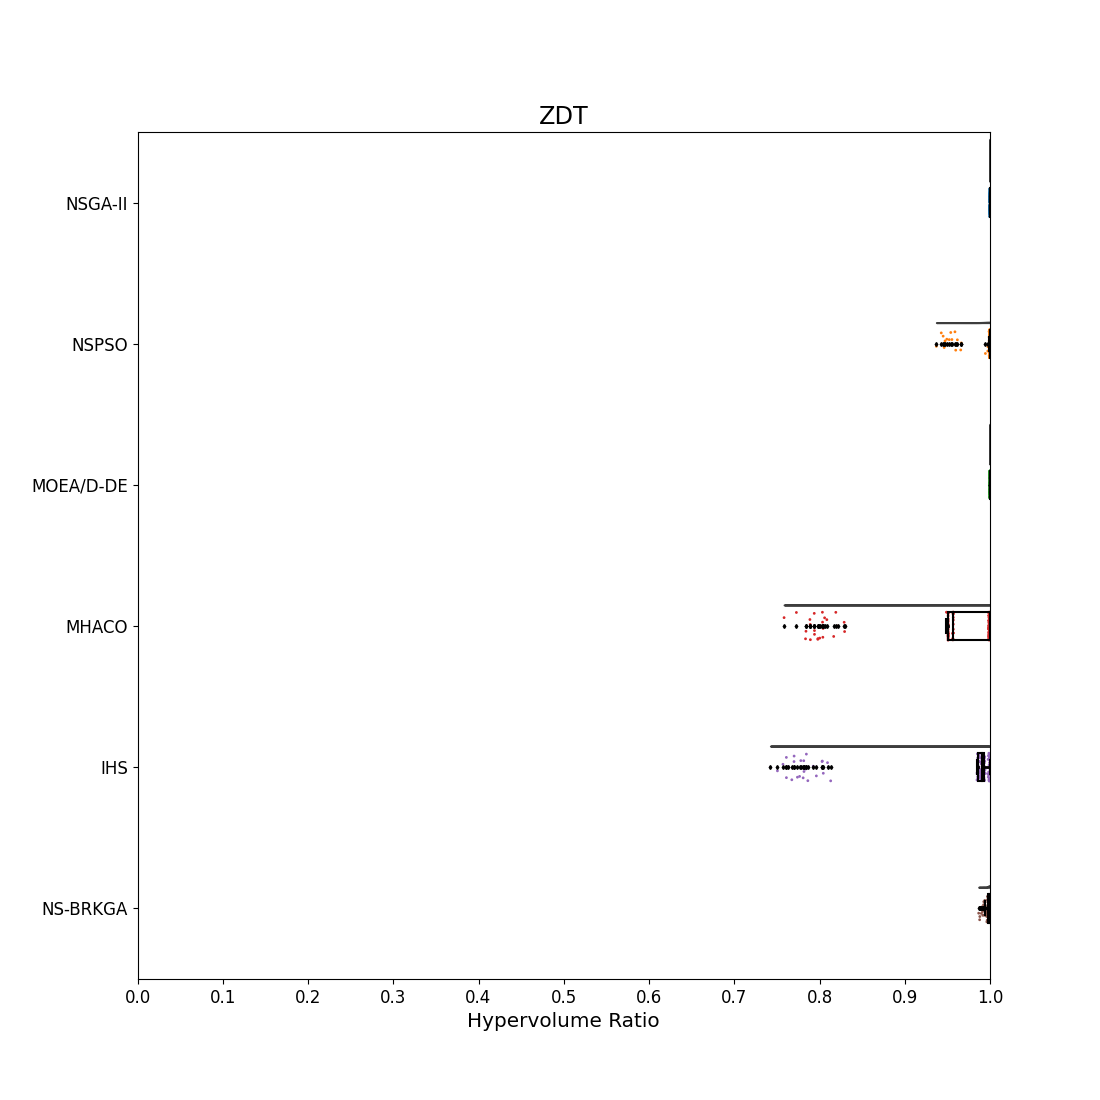 ZDT
NSGA-II
NSPSO
MOEA/D-DE
MHACO
IHS
NS-BRKGA
0.0 0.1 0.2 0.3 0.4 0.5 0.6 0.7 0.8 0.9 1.0
Hypervolume Ratio